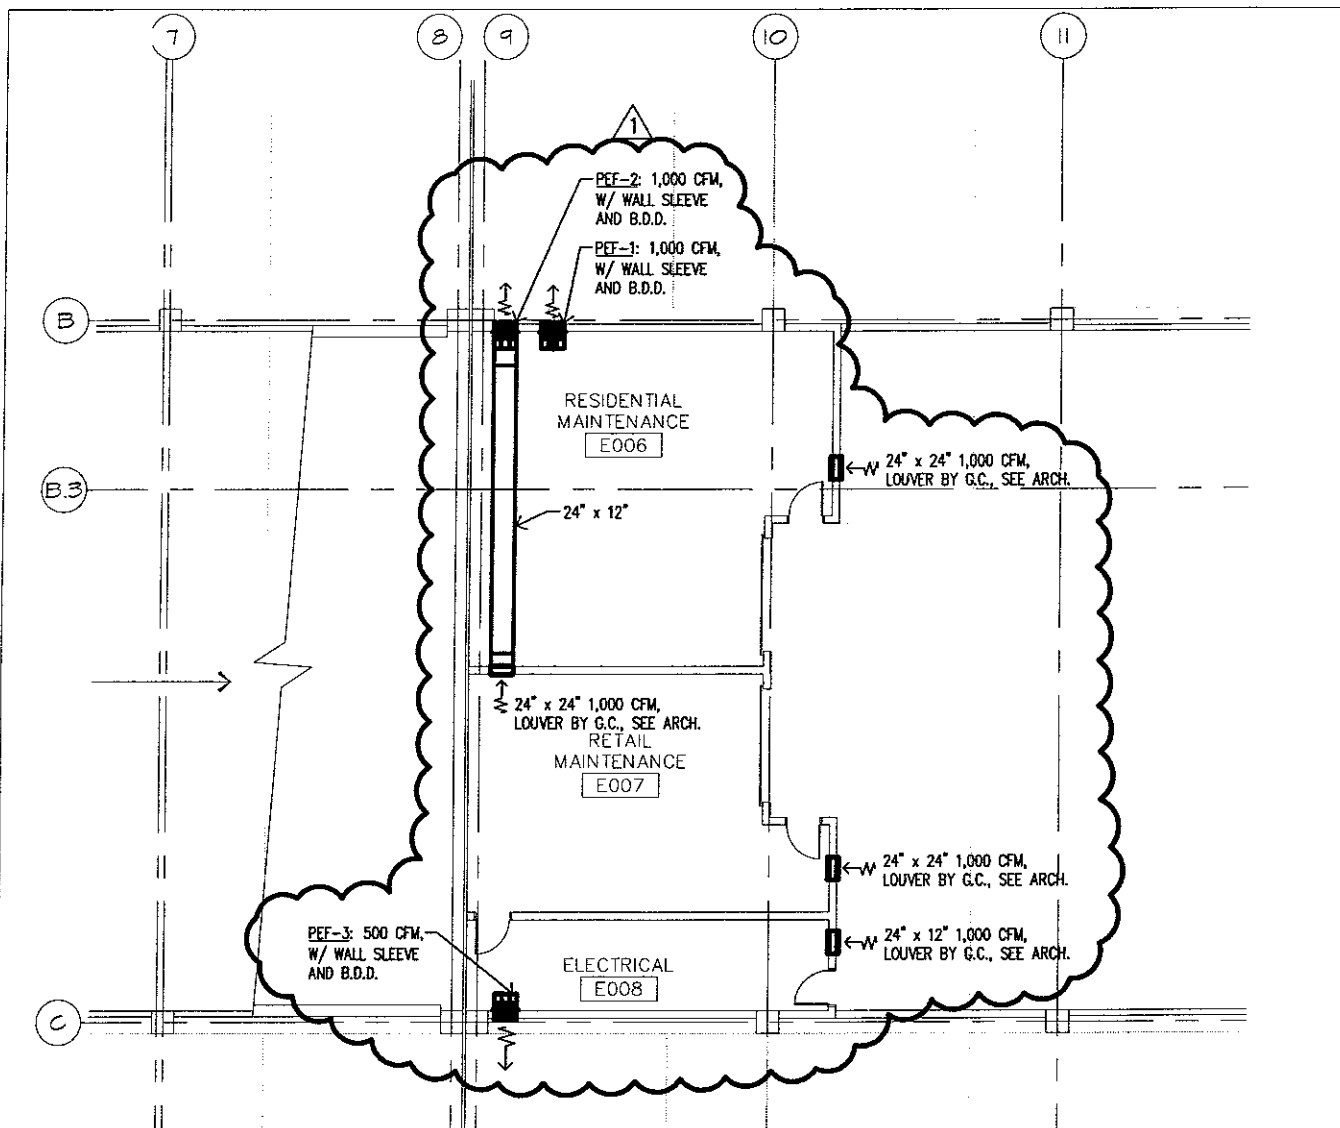 7
8
9
10
11
1
PEF-2: 1,000 CFM,
W/ WALL SLEEVE
AND B.D.D.
PEF-1: 1,000 CFM,
W/ WALL SLEEVE
AND B.D.D.
B
RESIDENTIAL
MAINTENANCE
E006
24" x 24" 1,000 CFM,
LOUVER BY G.C., SEE ARCH.
B.3
24" x 12"
24" x 24" 1,000 CFM,
LOUVER BY G.C., SEE ARCH.
RETAIL
MAINTENANCE
E007
24" x 24" 1,000 CFM,
LOUVER BY G.C., SEE ARCH.
PEF-3: 500 CFM,
W/ WALL SLEEVE
AND B.D.D.
24" x 12" 1,000 CFM,
LOUVER BY G.C., SEE ARCH.
ELECTRICAL
E008
C